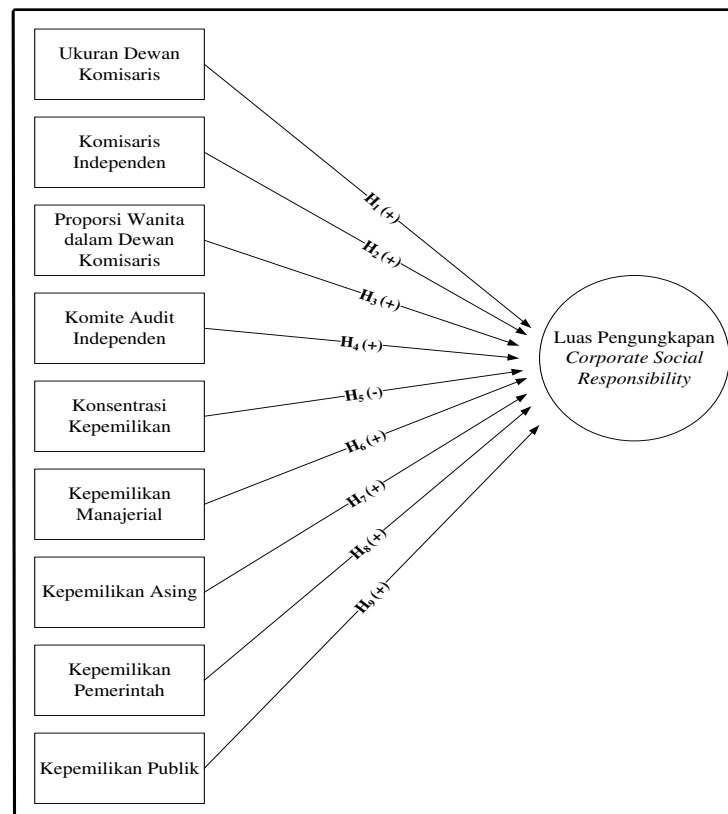 Ukuran Dewan
Komisaris
Komisaris
Independen
Proporsi Wanita
dalam Dewan
Komisaris
Komite Audit
Independen
Konsentrasi
Kepemilikan
Kepemilikan
Manajerial
Kepemilikan Asing
Kepemilikan
Pemerintah
Kepemilikan Publik
H₁(+)
H₂(+)
H₃(+)
H₄(+)
H₅(-)
H₆(+)
H₇(+)
H₈(+)
H₉(+)
Luas Pengungkapan
Corporate Social
Responsibility